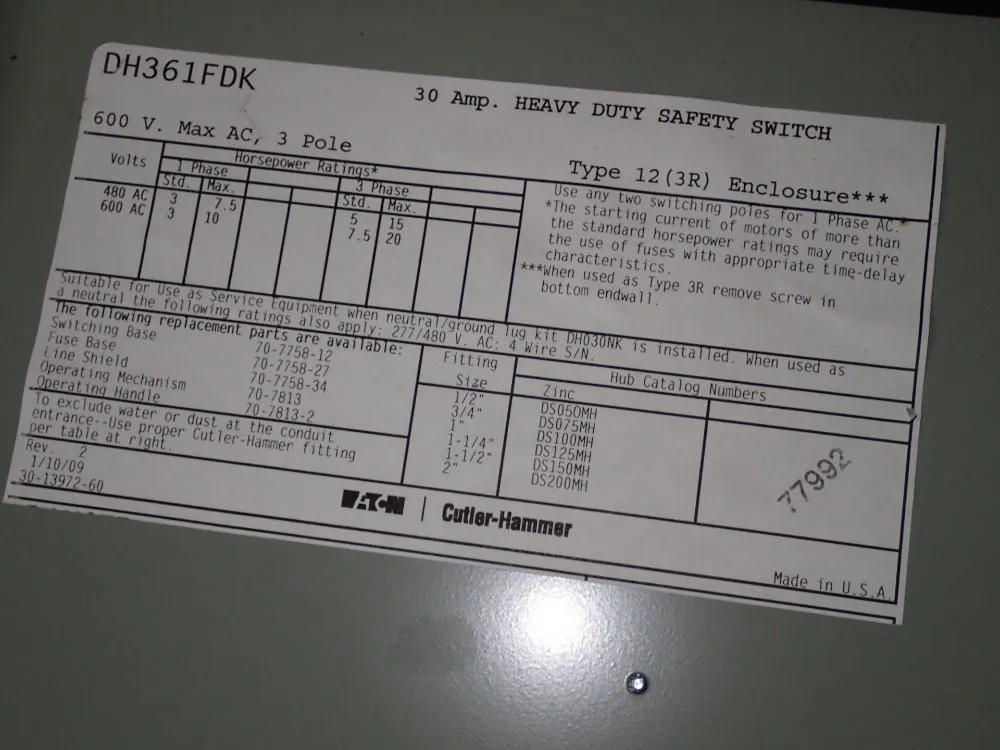 DH361FDK
30 Amp. HEAVY DUTY SAFETY SWITCH
600 V. Max AC, 3 Pole
Type 12(3R) Enclosure***
Volts
Horsepower Ratings*
1 Phase
3 Phase
Std. Max. Std. Max.
480 AC 3 7.5 5 15
600 AC 3 10 7.5 20
Use any two switching poles for 1 Phase AC.
*The starting current of motors of more than
the standard horsepower ratings may require
the use of fuses with appropriate time-delay
characteristics.
***When used as Type 3R remove screw in
bottom endwall.
Suitable for Use as Service Equipment when neutral/ground lug kit DH030NK is installed. When used as
a neutral the following ratings also apply: 277/480 V. AC: 4 Wire S/N.
The following replacement parts are available:
Switching Base 70-7758-12
Fuse Base 70-7758-27
Line Shield 70-7758-34
Operating Mechanism 70-7813
Operating Handle 70-7813-2
To exclude water or dust at the conduit
entrance--Use proper Cutler-Hammer fitting
per table at right.
Fitting
Size
Hub Catalog Numbers
Zinc
1/2" DS050MH
3/4" DS075MH
1" DS100MH
1-1/4" DS125MH
1-1/2" DS150MH
2" DS200MH
77992
Rev. 2
1/10/09
30-13972-60
EATON | Cutler-Hammer
Made in U.S.A.